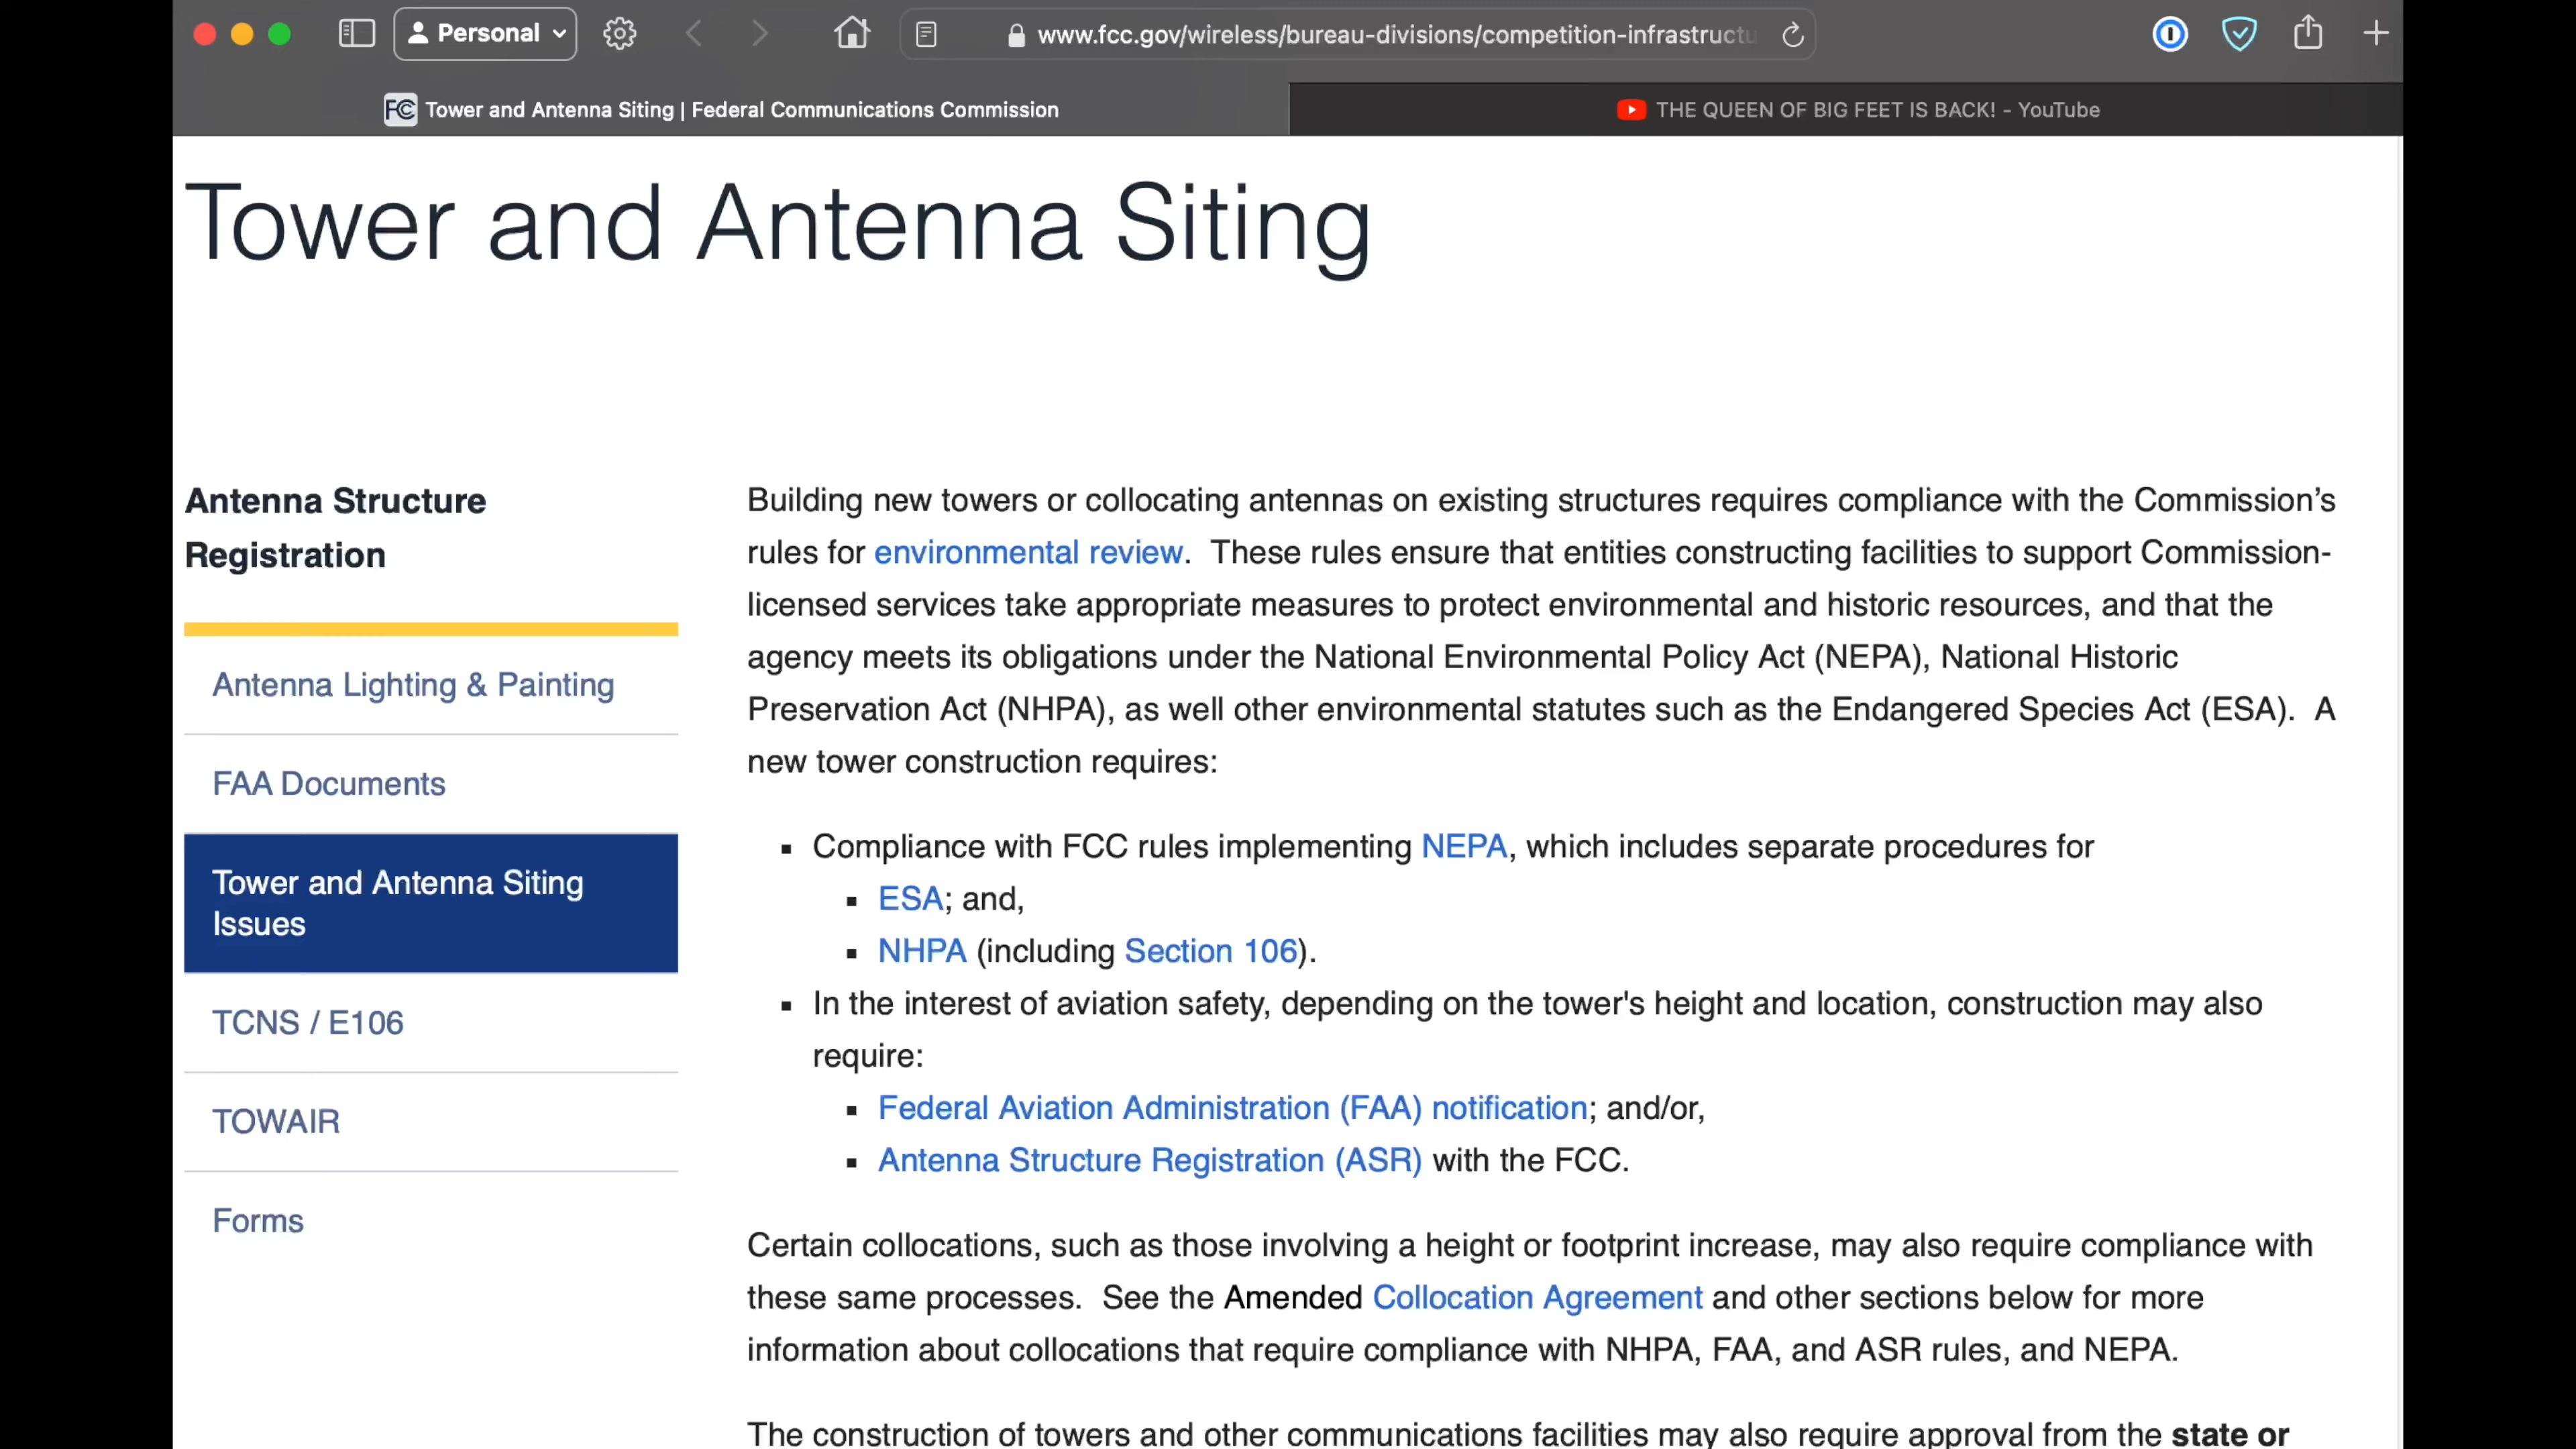 Personal
www.fcc.gov/wireless/bureau-divisions/competition-infrastructu
FCC Tower and Antenna Siting | Federal Communications Commission
THE QUEEN OF BIG FEET IS BACK! - YouTube
Tower and Antenna Siting
Antenna Structure
Registration
Antenna Lighting & Painting
FAA Documents
Tower and Antenna Siting
Issues
TCNS / E106
TOWAIR
Forms
Building new towers or collocating antennas on existing structures requires compliance with the Commission’s
rules for environmental review. These rules ensure that entities constructing facilities to support Commission-
licensed services take appropriate measures to protect environmental and historic resources, and that the
agency meets its obligations under the National Environmental Policy Act (NEPA), National Historic
Preservation Act (NHPA), as well other environmental statutes such as the Endangered Species Act (ESA). A
new tower construction requires:
▪ Compliance with FCC rules implementing NEPA, which includes separate procedures for
▪ ESA; and,
▪ NHPA (including Section 106).
▪ In the interest of aviation safety, depending on the tower's height and location, construction may also
require:
▪ Federal Aviation Administration (FAA) notification; and/or,
▪ Antenna Structure Registration (ASR) with the FCC.
Certain collocations, such as those involving a height or footprint increase, may also require compliance with
these same processes. See the Amended Collocation Agreement and other sections below for more
information about collocations that require compliance with NHPA, FAA, and ASR rules, and NEPA.
The construction of towers and other communications facilities may also require approval from the state or